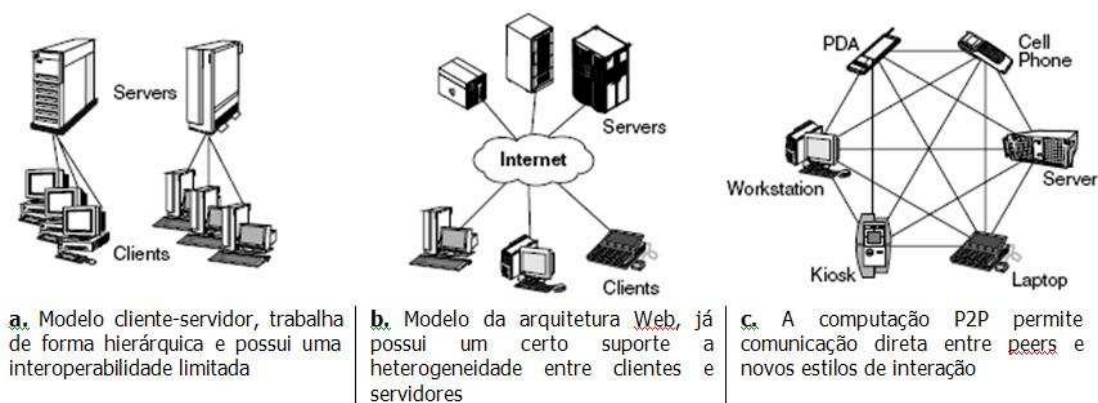 Servers
Clients
Servers
Internet
Clients
PDA
Cell
Phone
Workstation
Server
Kiosk
Laptop
a. Modelo cliente-servidor, trabalha
de forma hierárquica e possui uma
interoperabilidade limitada
b. Modelo da arquitetura Web, já
possui um certo suporte a
heterogeneidade entre clientes e
servidores
c. A computação P2P permite
comunicação direta entre peers e
novos estilos de interação